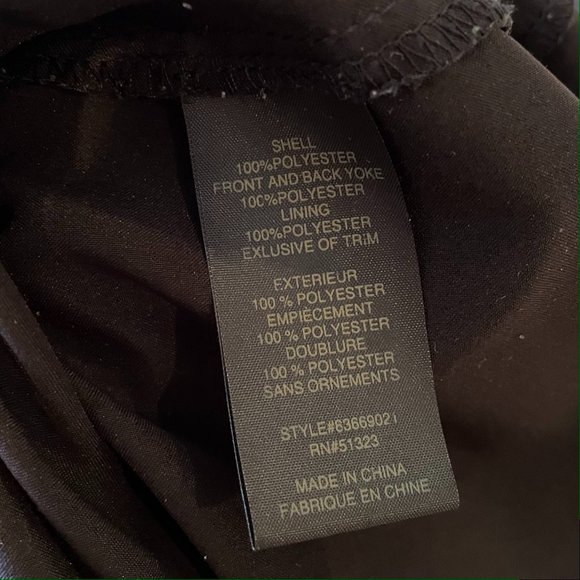 SHELL
100%POLYESTER
FRONT AND BACK YOKE
100%POLYESTER
LINING
100%POLYESTER
EXLUSIVE OF TRIM
EXTERIEUR
100 % POLYESTER
EMPIÈCEMENT
100 % POLYESTER
DOUBLURE
100 % POLYESTER
SANS ORNEMENTS
STYLE#6366902i
RN#51323
MADE IN CHINA
FABRIQUE EN CHINE